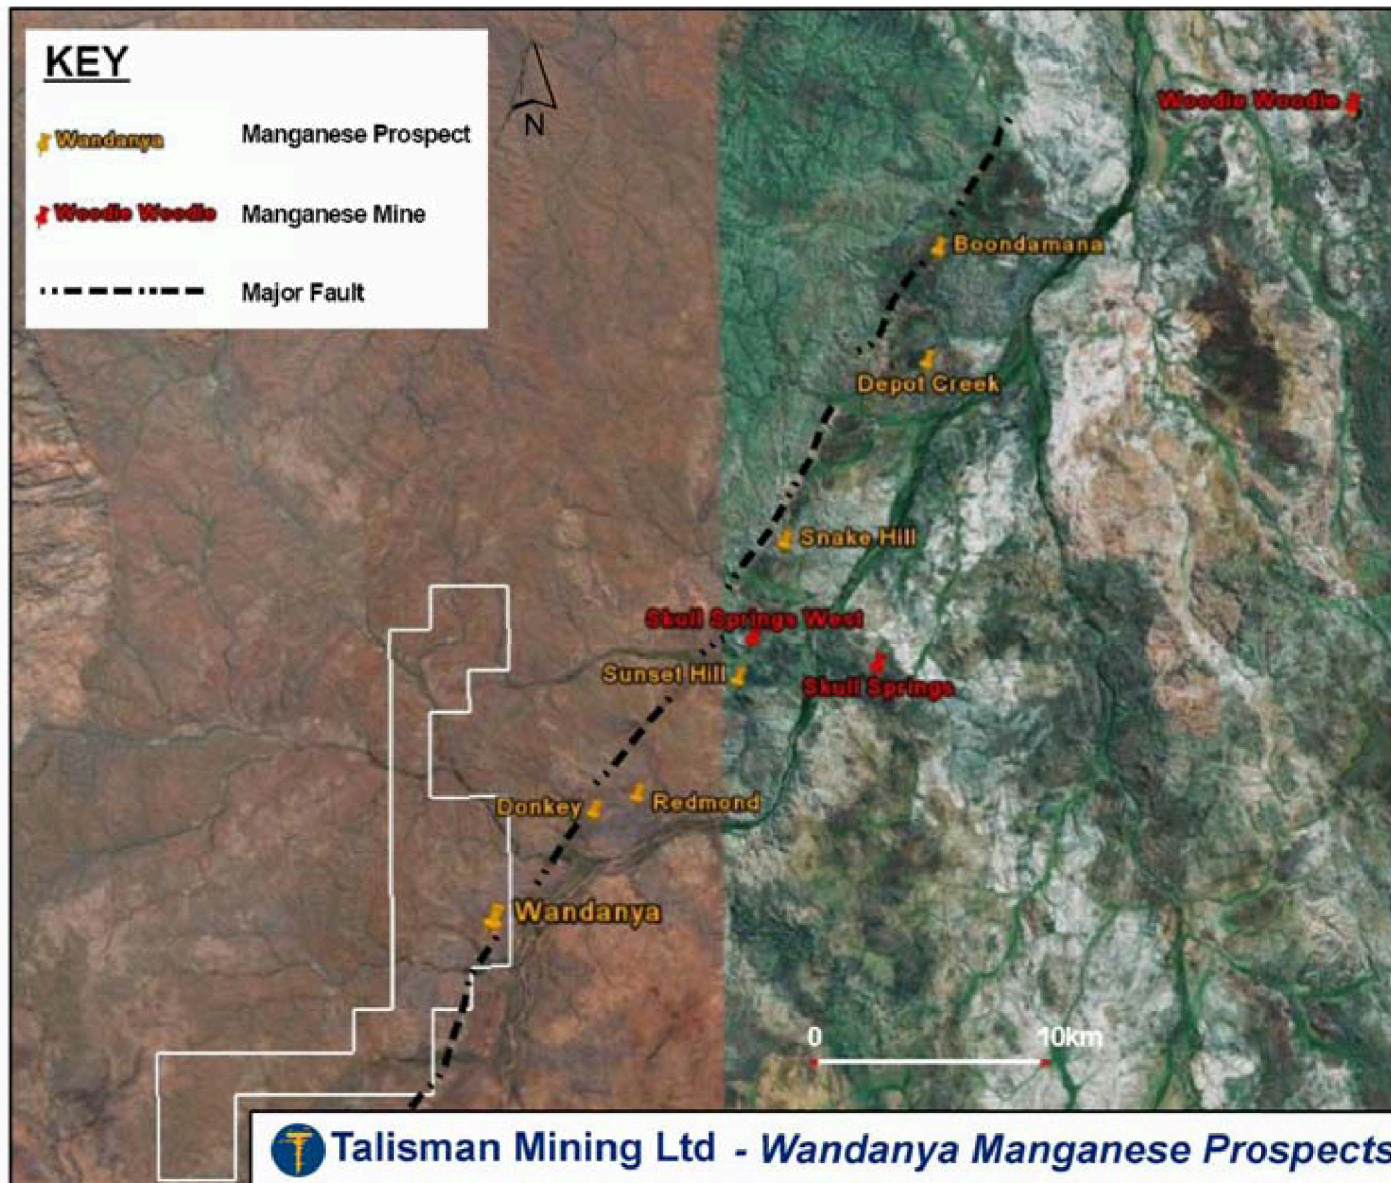 KEY
Wandanya Manganese Prospect
Woodie Woodie Manganese Mine
Major Fault
N
Woodie Woodie
Boondamana
Depot Creek
Snake Hill
Skull Springs West
Sunset Hill
Skull Springs
Donkey
Redmond
Wandanya
0 10km
Talisman Mining Ltd - Wandanya Manganese Prospects